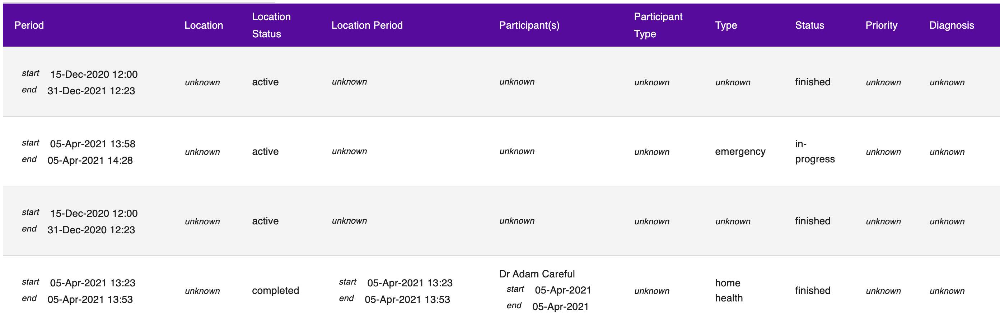 Period Location Location Status Location Period Participant(s) Participant Type Type Status Priority Diagnosis
start 15-Dec-2020 12:00
end 31-Dec-2021 12:23
unknown active unknown unknown unknown unknown finished unknown unknown
start 05-Apr-2021 13:58
end 05-Apr-2021 14:28
unknown active unknown unknown unknown emergency in-
progress
unknown unknown
start 15-Dec-2020 12:00
end 31-Dec-2020 12:23
unknown active unknown unknown unknown unknown finished unknown unknown
start 05-Apr-2021 13:23
end 05-Apr-2021 13:53
unknown completed
start 05-Apr-2021 13:23
end 05-Apr-2021 13:53
Dr Adam Careful
start 05-Apr-2021
end 05-Apr-2021
unknown
home
health
finished unknown unknown